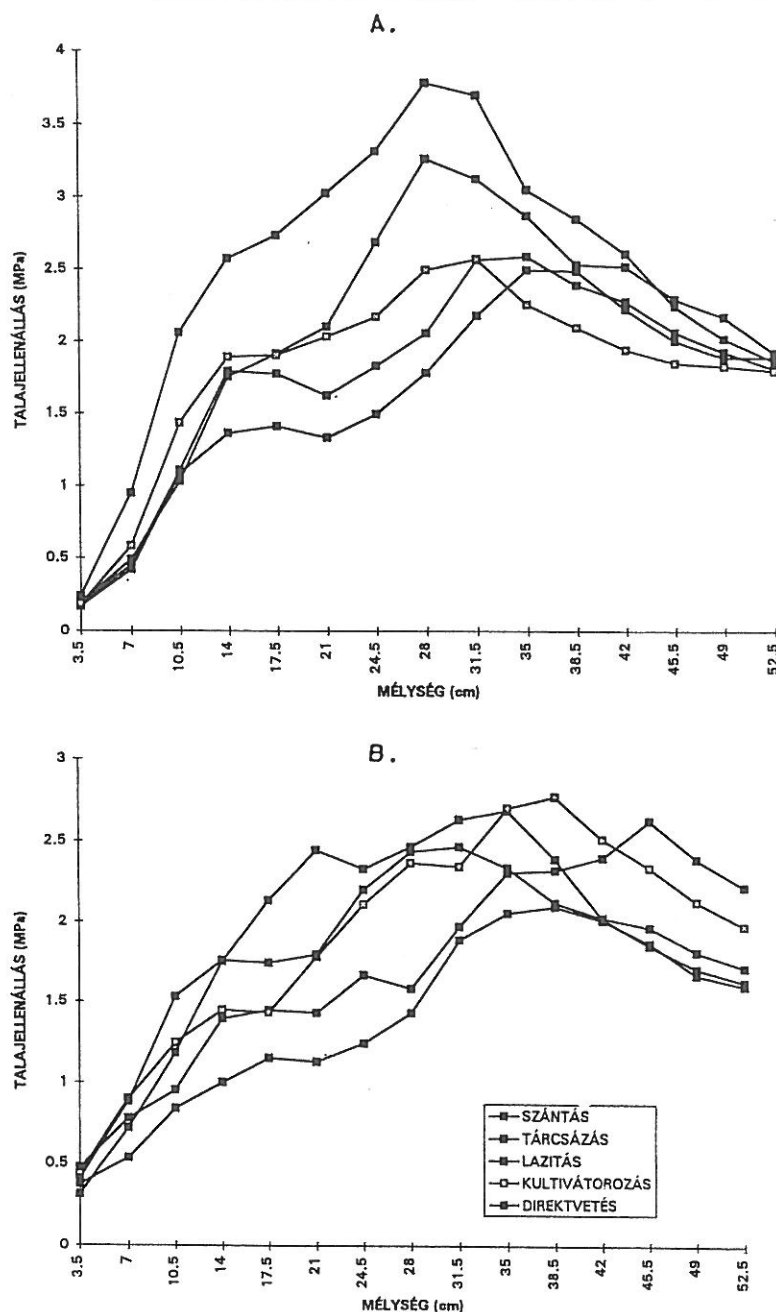 A.
TALAJELLENÁLLÁS (MPa)
4
3.5
3
2.5
2
1.5
1
0.5
0
3.5 7 10.5 14 17.5 21 24.5 28 31.5 35 38.5 42 45.5 49 52.5
MÉLYSÉG (cm)
B.
TALAJELLENÁLLÁS (MPa)
3
2.5
2
1.5
1
0.5
0
SZÁNTÁS
TÁRCSÁZÁS
LAZITÁS
KULTIVÁTOROZÁS
DIREKTVETÉS
3.5 7 10.5 14 17.5 21 24.5 28 31.5 35 38.5 42 45.5 49 52.5
MÉLYSÉG (cm)